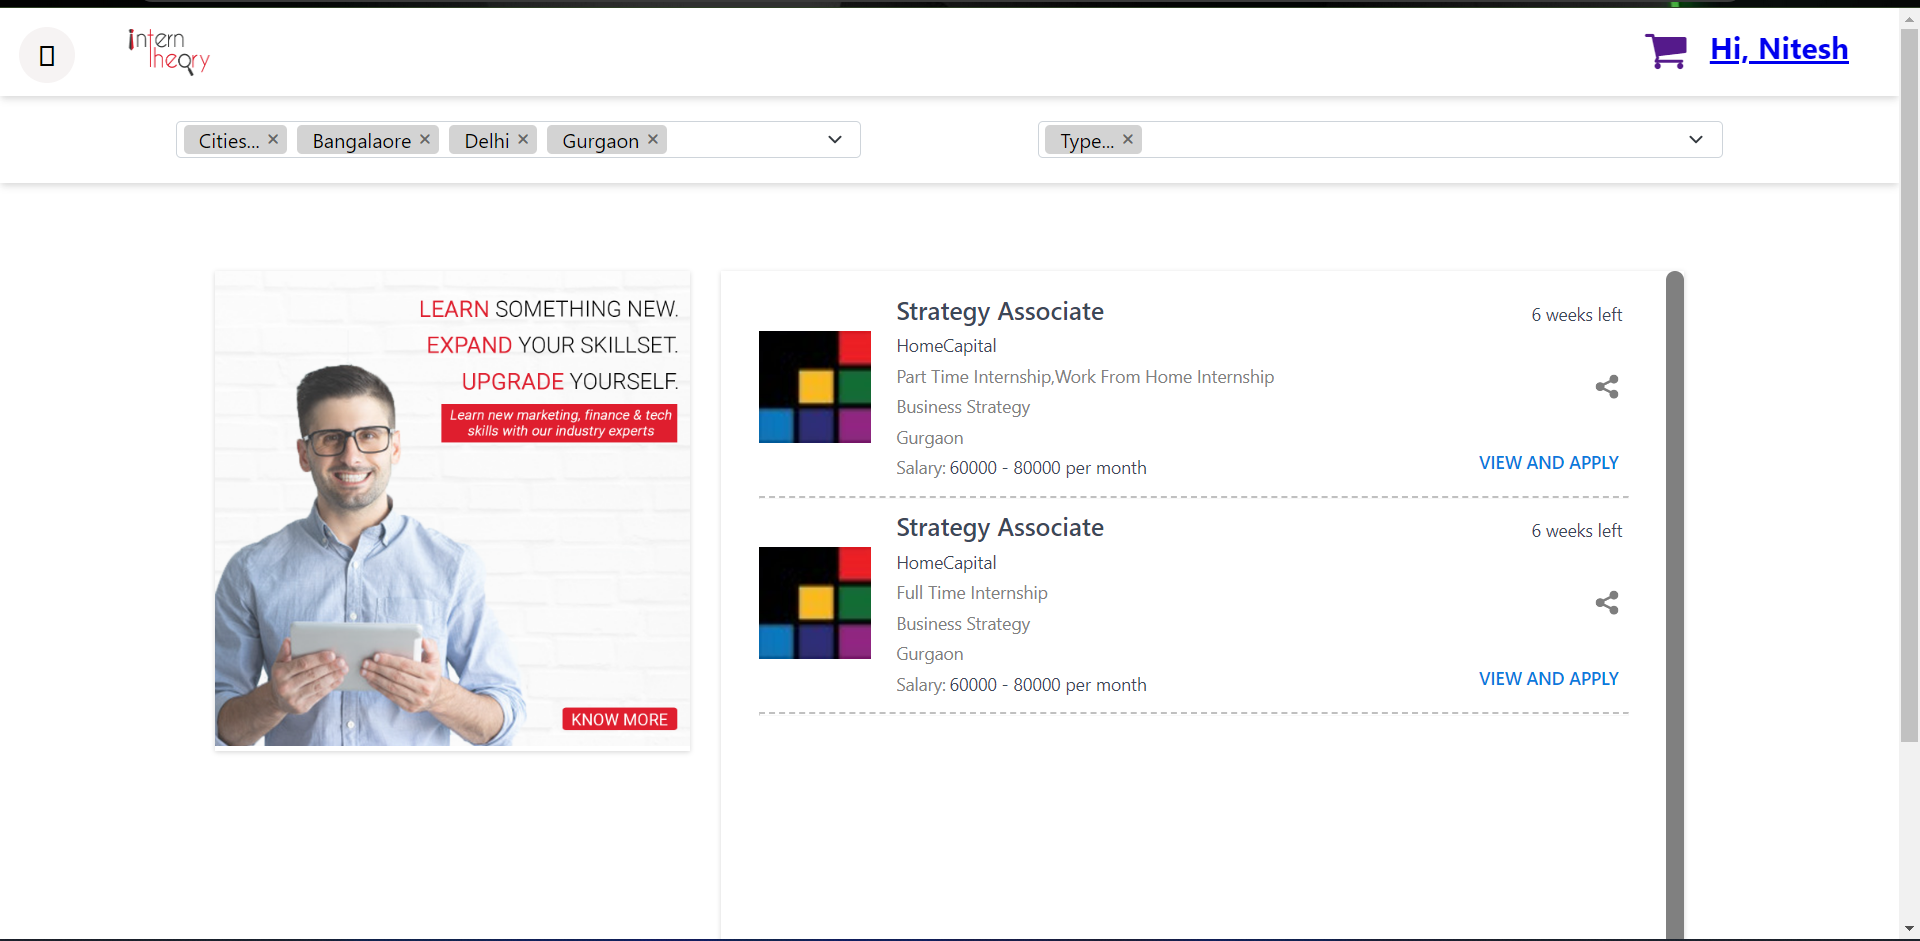 intern
theory
Hi, Nitesh
Cities... × Bangalaore × Delhi × Gurgaon ×
Type... ×
LEARN SOMETHING NEW.
EXPAND YOUR SKILLSET.
UPGRADE YOURSELF.
Learn new marketing, finance & tech
skills with our industry experts
KNOW MORE
Strategy Associate
6 weeks left
HomeCapital
Part Time Internship,Work From Home Internship
Business Strategy
Gurgaon
Salary: 60000 - 80000 per month
VIEW AND APPLY
Strategy Associate
6 weeks left
HomeCapital
Full Time Internship
Business Strategy
Gurgaon
Salary: 60000 - 80000 per month
VIEW AND APPLY